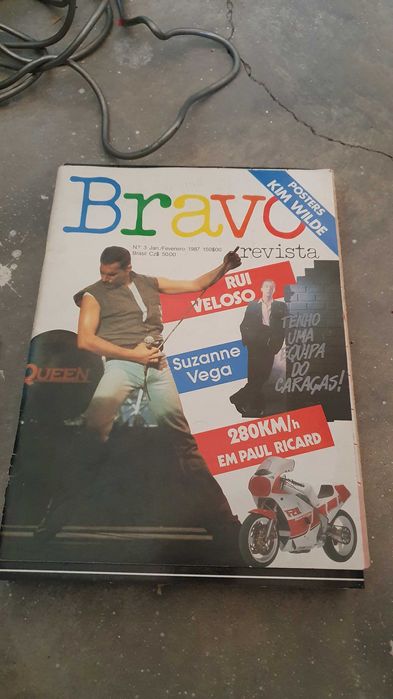 POSTERS
KIM WILDE
Bravo
Nº 3 Jan./Fevereiro 1987 150$00
Brasil Cz$ 50.00
revista
RUI
VELOSO
TENHO
UMA
EQUIPA
DO
CARAÇAS!
Suzanne
Vega
QUEEN
280KM/h
EM PAUL RICARD